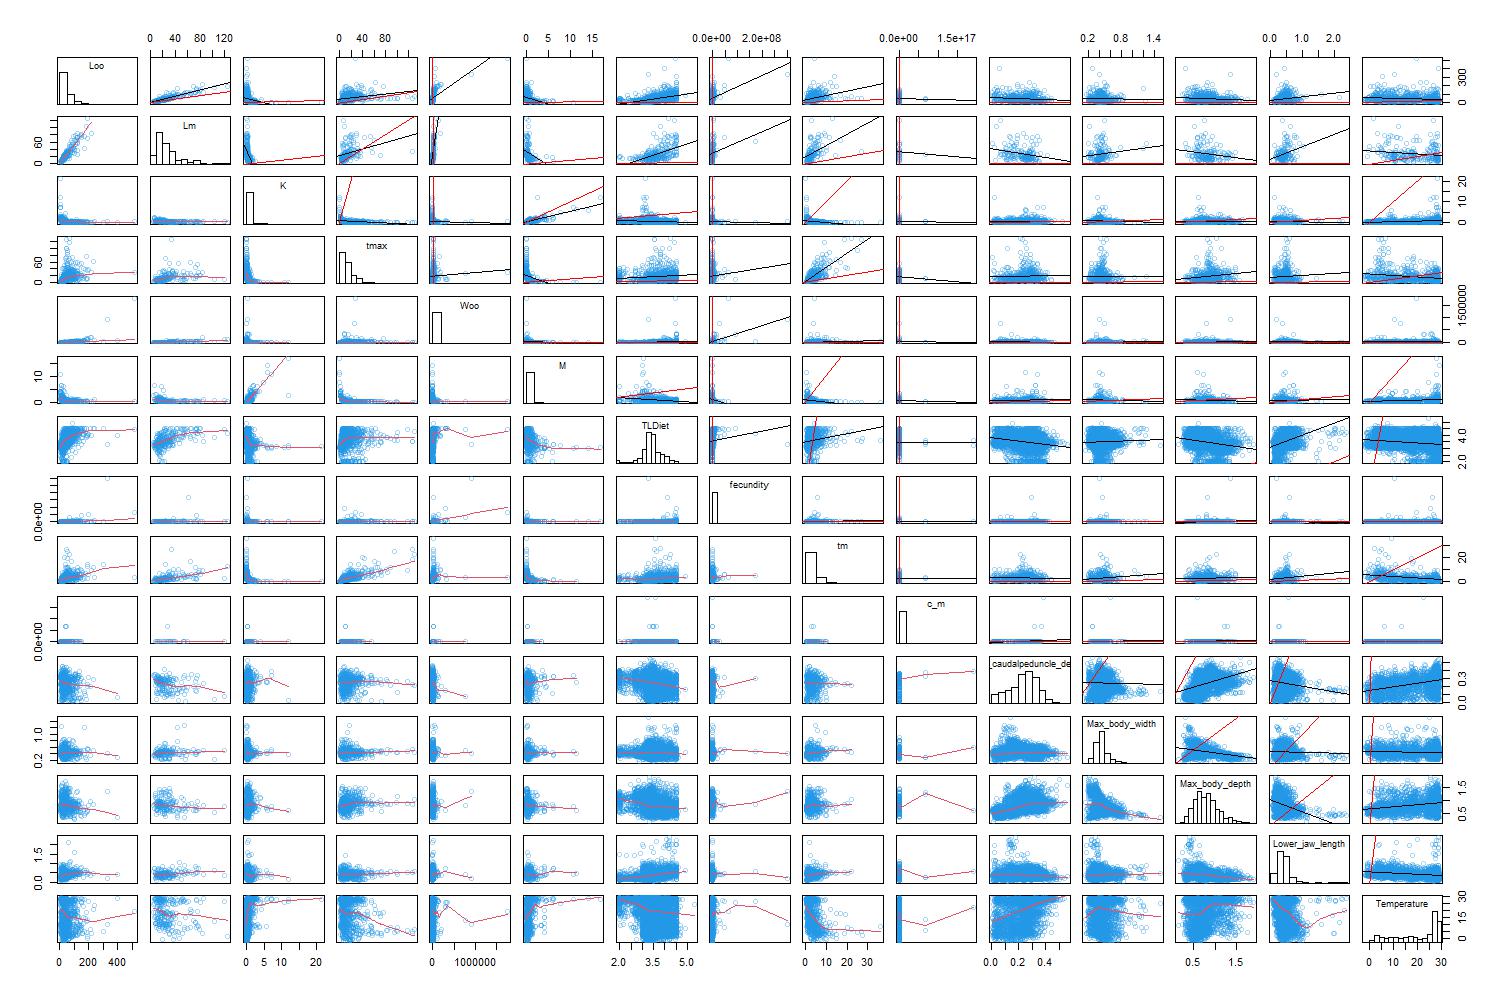 0 40 80 120 0 40 80 0 5 10 15 0.0e+00 2.0e+08 0.0e+00 1.5e+17 0.2 0.8 1.4 0.0 1.0 2.0
Loo
0 300
Lm
0 60
K
0 10 20
tmax
0 60
Woo
0 1500000
M
0 10
TLDiet
2.0 4.0
fecundity
0.0e+00
tm
0 20
c_m
0.0e+00
_caudalpeduncle_de
0.0 0.3
Max_body_width
0.2 1.0
Max_body_depth
0.5 1.5
Lower_jaw_length
0.0 1.5
Temperature
0 15 30
0 200 400 0 5 10 20 0 1000000 2.0 3.5 5.0 0 10 20 30 0.0 0.2 0.4 0.5 1.5 0 10 20 30